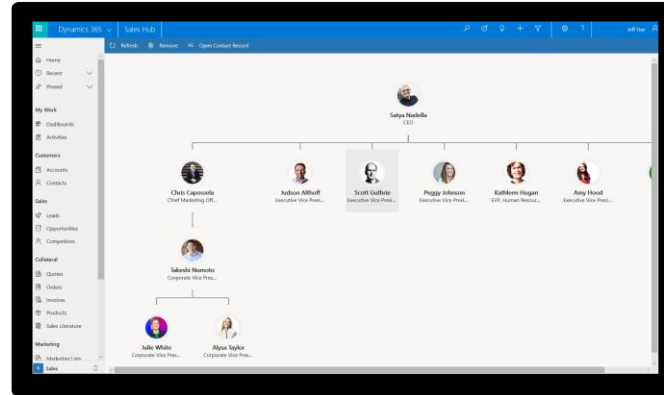 Dynamics 365
Sales Hub
Jeff Hay
Refresh
Remove
Open Contact Record
Home
Recent
Pinned
My Work
Dashboards
Activities
Customers
Accounts
Contacts
Sales
Leads
Opportunities
Competitors
Collateral
Quotes
Orders
Invoices
Products
Sales Literature
Marketing
Marketing Lists
S Sales
Satya Nadella
CEO
Chris Capossela
Chief Marketing Off...
Judson Althoff
Executive Vice Presi...
Scott Guthrie
Executive Vice Presi...
Peggy Johnson
Executive Vice Presi...
Kathleen Hogan
EVP, Human Resour...
Amy Hood
Executive Vice Presi...
Takeshi Numoto
Corporate Vice Pres...
Julie White
Corporate Vice Pres...
Alysa Taylor
Corporate Vice Pres...